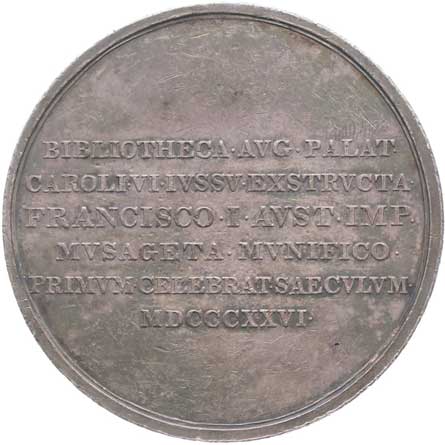 BIBLIOTHECA·AVG·PALAT·
CAROLI·VI·IVSSV·EXSTRVCTA·
FRANCISCO·I·AVST·IMP.
MVSAGETA·MVNIFICO·
PRIMVM·CELEBRAT·SAECVLVM·
MDCCCXXVI·